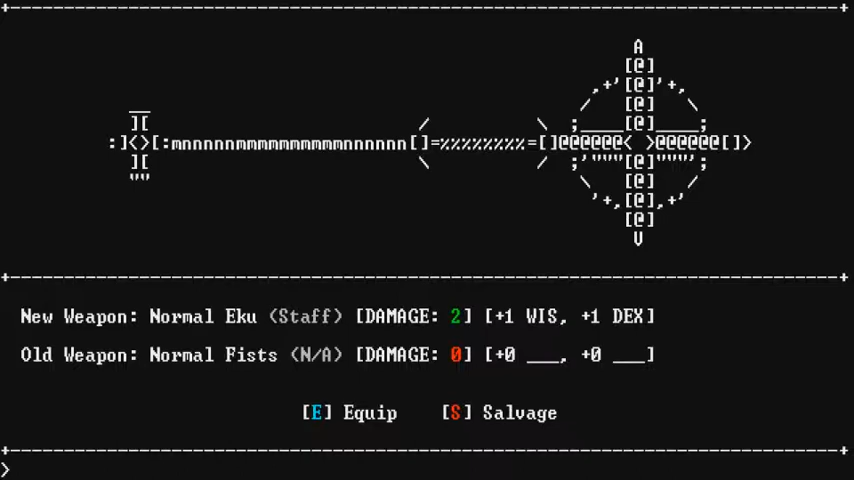 New Weapon: Normal Eku (Staff) [DAMAGE: 2] [+1 WIS, +1 DEX]
Old Weapon: Normal Fists (N/A) [DAMAGE: 0] [+0 ___, +0 ___]
[E] Equip [S] Salvage
>